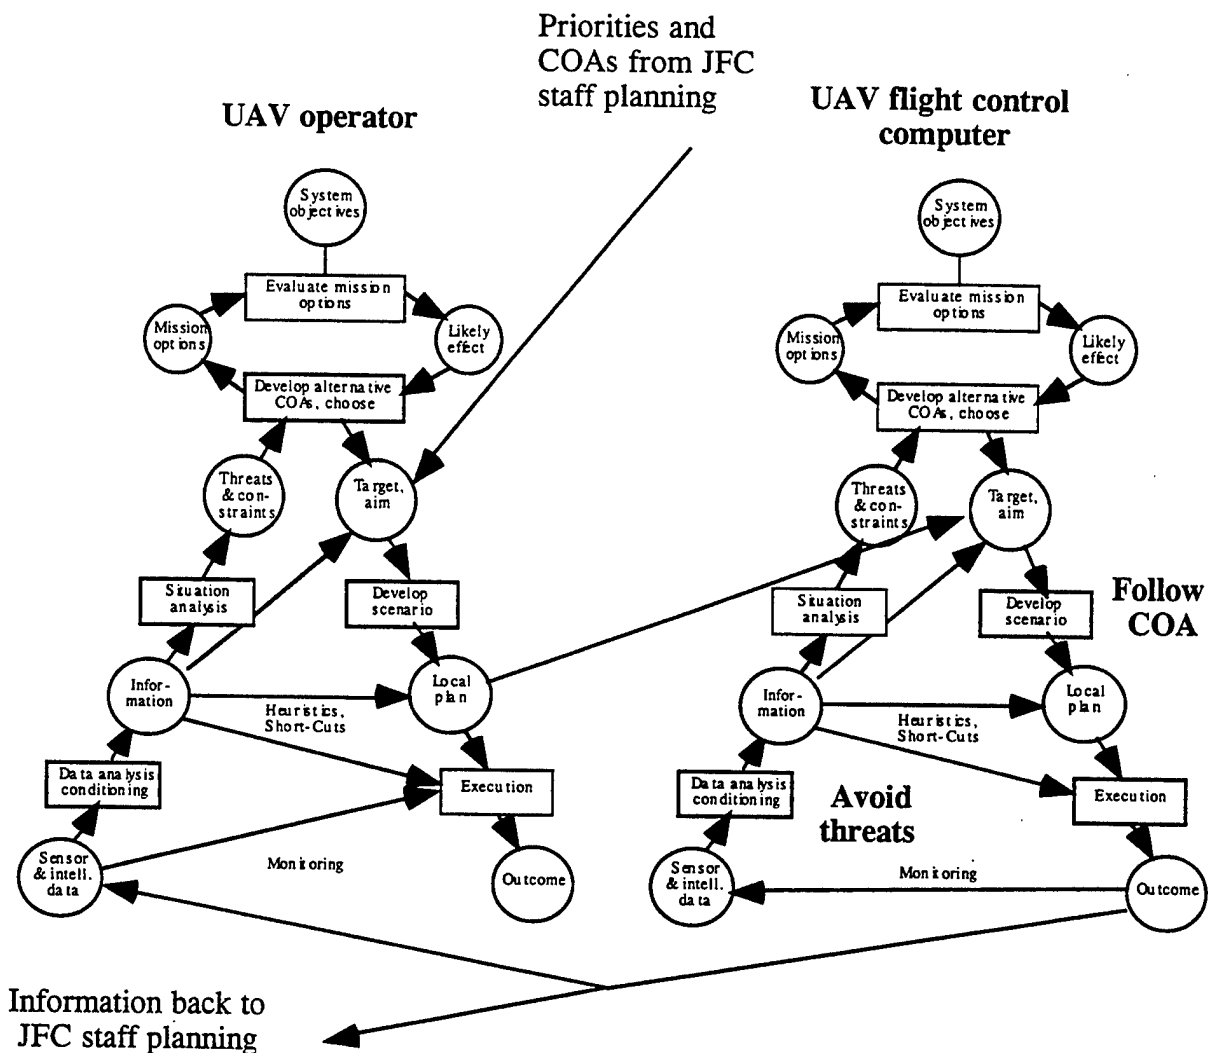 Priorities and
COAs from JFC
staff planning
UAV operator
UAV flight control
computer
System
objectives
Evaluate mission
options
Mission
options
Likely
effect
Develop alternative
COAs, choose
Threats
& con-
straints
Target,
aim
Situation
analysis
Develop
scenario
Infor-
mation
Local
plan
Heuristics,
Short-Cuts
Data analysis
conditioning
Execution
Sensor
& intell.
data
Monitoring
Outcome
System
objectives
Evaluate mission
options
Mission
options
Likely
effect
Develop alternative
COAs, choose
Threats
& con-
straints
Target,
aim
Situation
analysis
Develop
scenario
Follow
COA
Infor-
mation
Local
plan
Heuristics,
Short-Cuts
Data analysis
conditioning
Avoid
threats
Execution
Sensor
& intell.
data
Monitoring
Outcome
Information back to
JFC staff planning